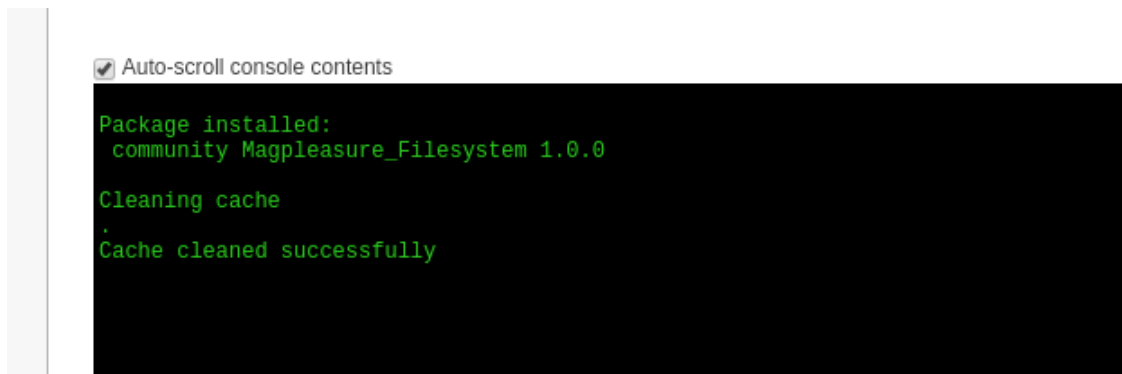 Auto-scroll console contents
Package installed:
community Magpleasure_Filesystem 1.0.0
Cleaning cache
.
Cache cleaned successfully